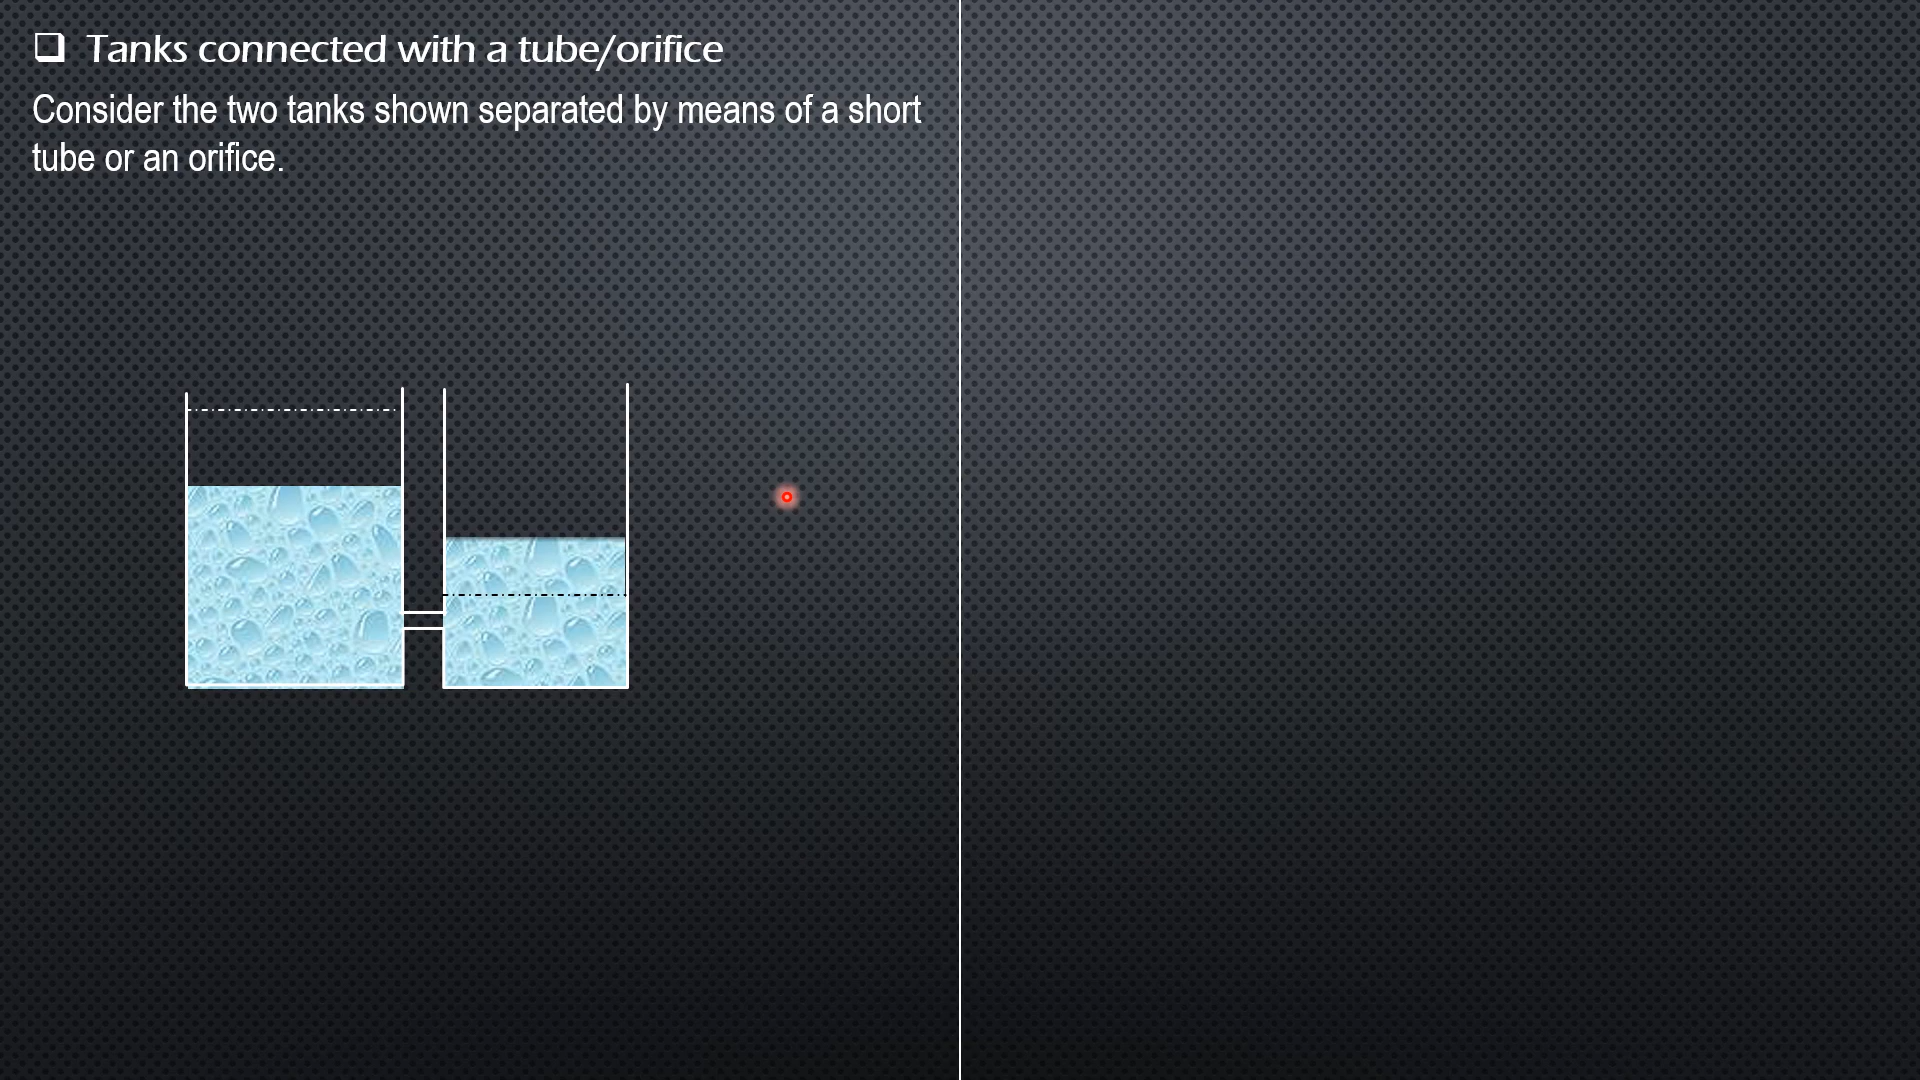 Tanks connected with a tube/orifice
Consider the two tanks shown separated by means of a short
tube or an orifice.